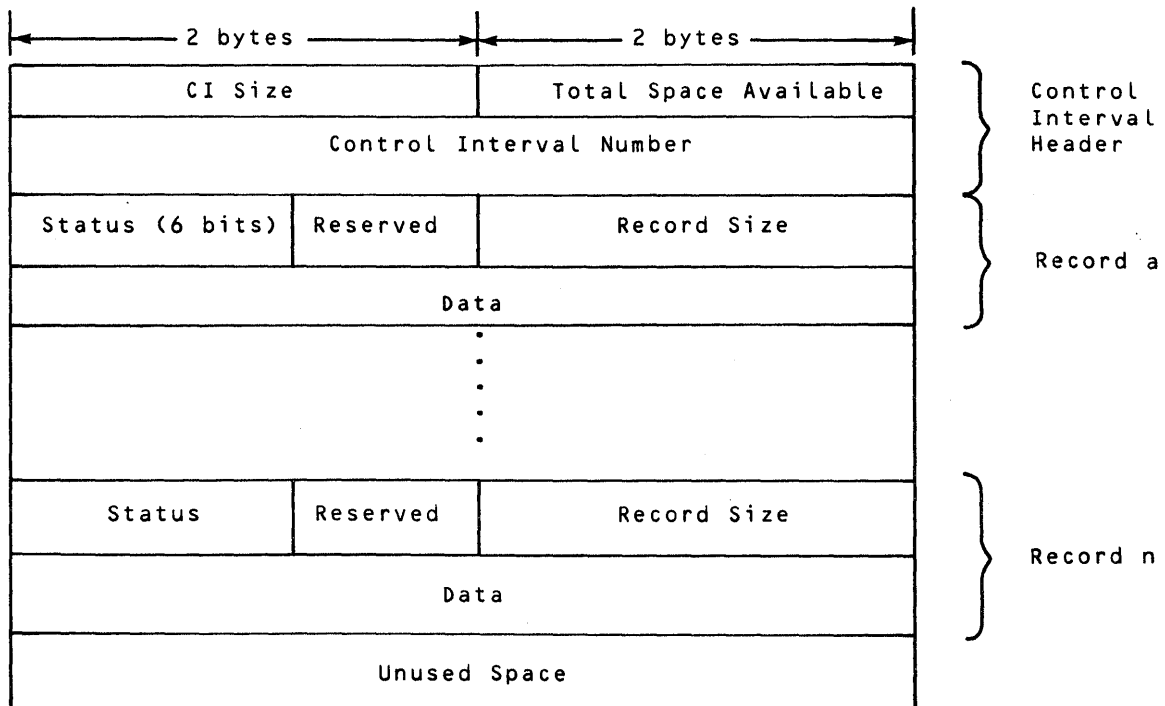 2 bytes 2 bytes
CI Size Total Space Available
Control Interval Number
Control
Interval
Header
Status (6 bits) Reserved Record Size
Data
Record a
Status Reserved Record Size
Data
Record n
Unused Space